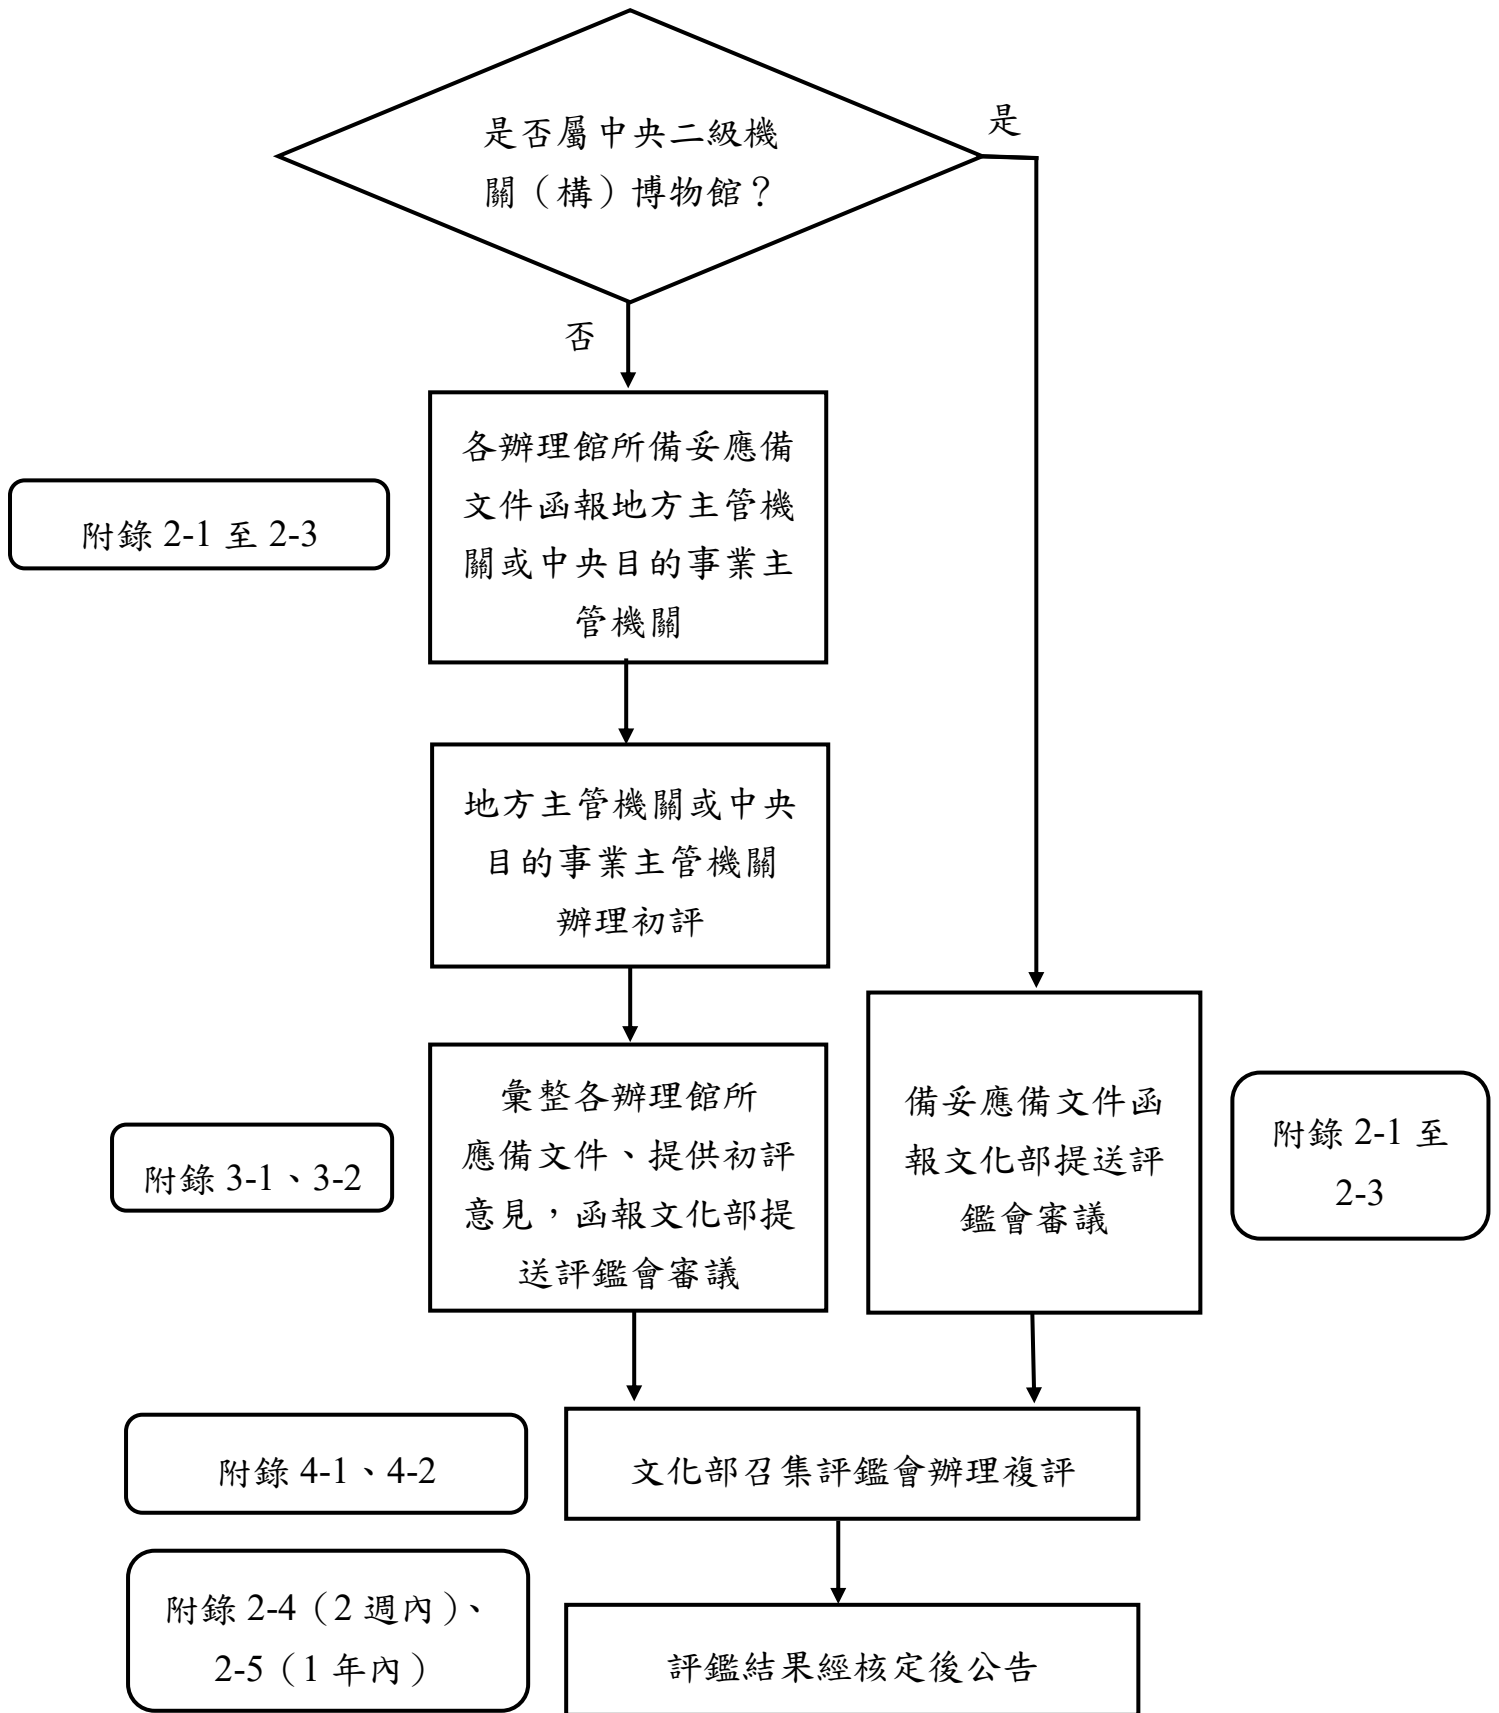 是否屬中央二級機
關（構）博物館？
是
否
各辦理館所備妥應備
文件函報地方主管機
關或中央目的事業主
管機關
附錄 2-1 至 2-3
地方主管機關或中央
目的事業主管機關
辦理初評
彙整各辦理館所
應備文件、提供初評
意見，函報文化部提
送評鑑會審議
附錄 3-1、3-2
備妥應備文件函
報文化部提送評
鑑會審議
附錄 2-1 至
2-3
文化部召集評鑑會辦理複評
附錄 4-1、4-2
評鑑結果經核定後公告
附錄 2-4（2 週內）、
2-5（1 年內）